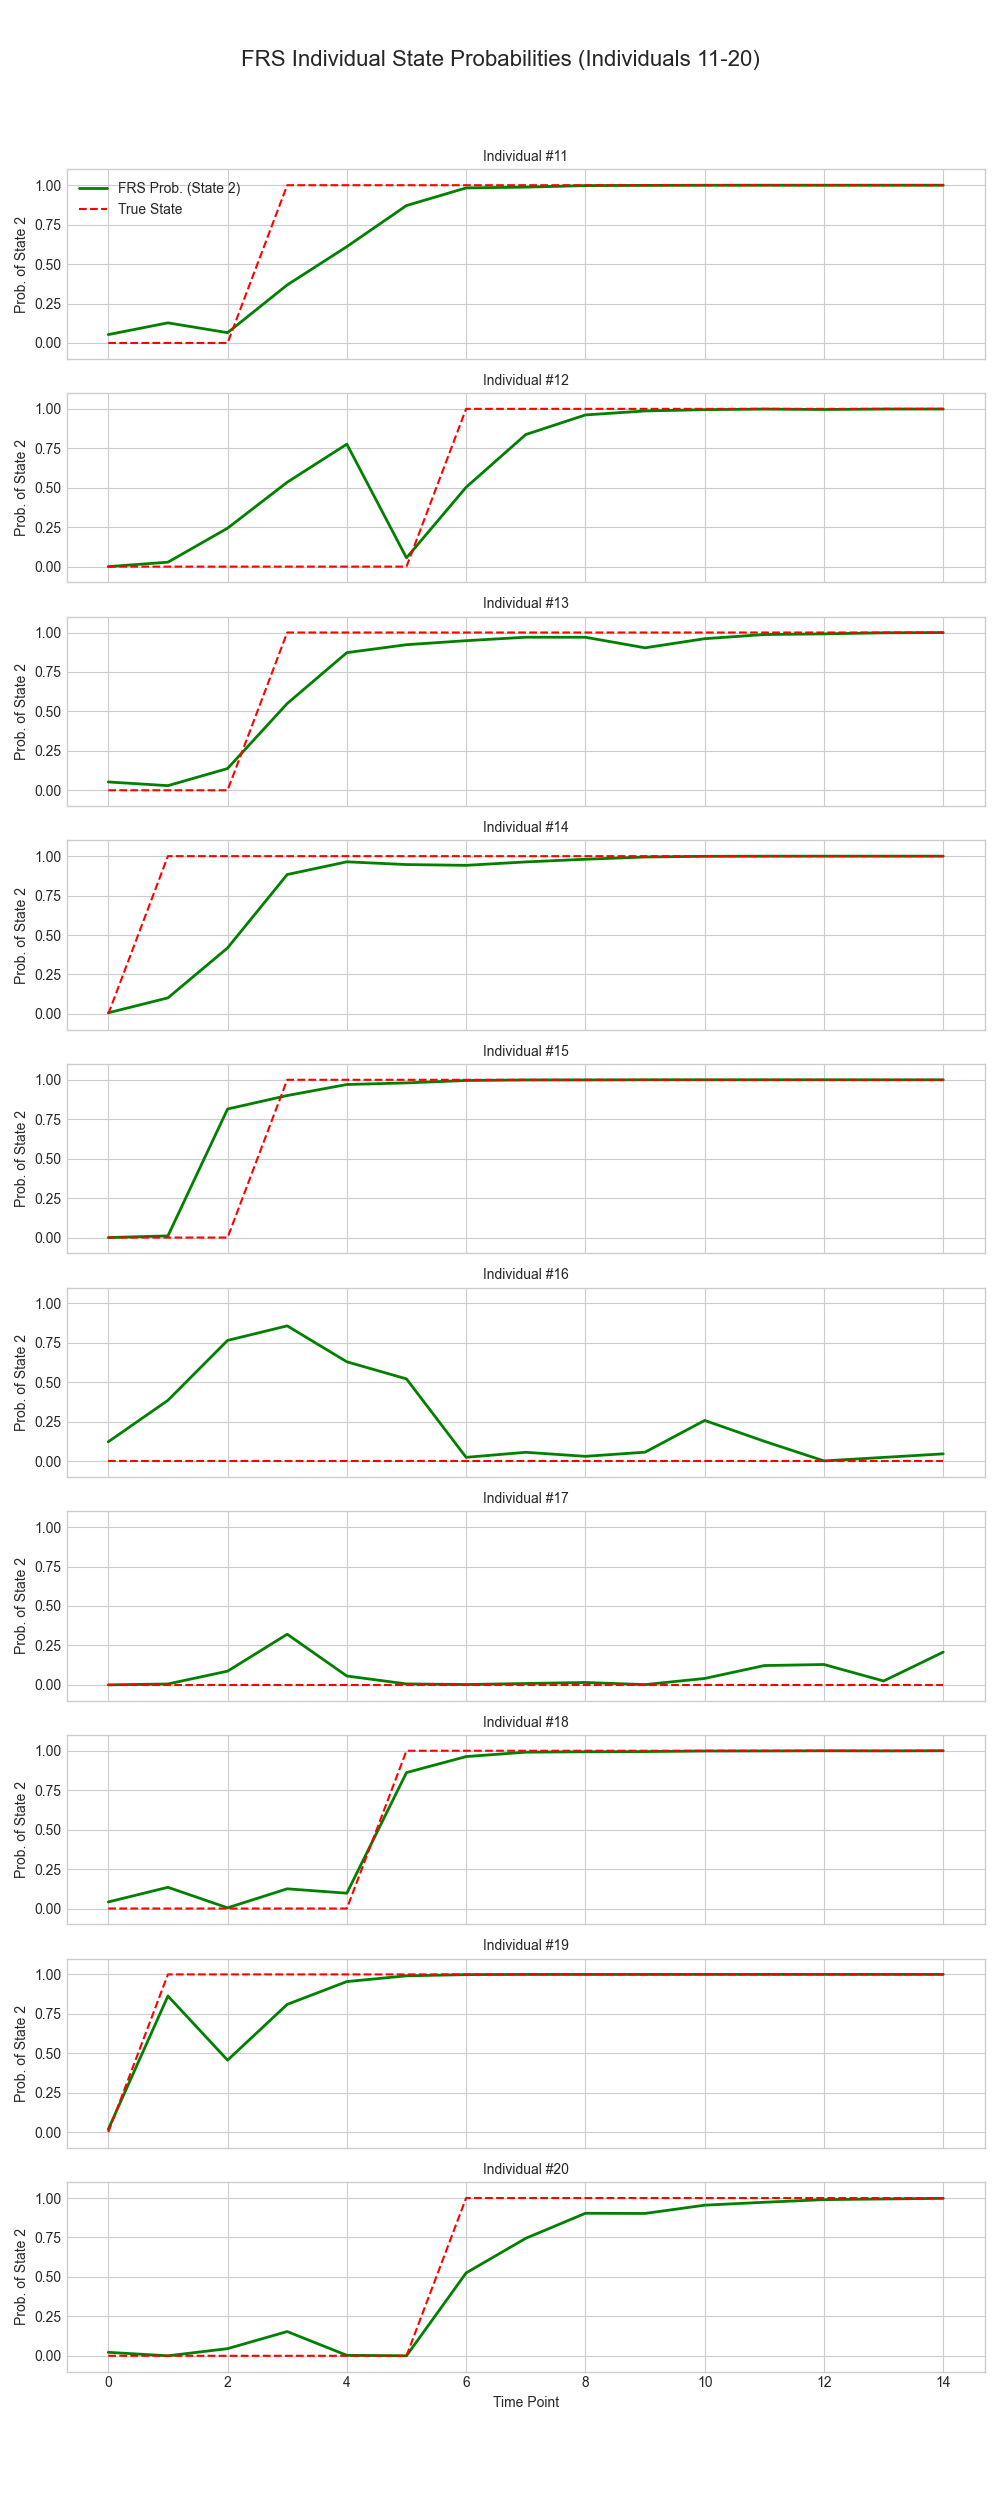 FRS Individual State Probabilities (Individuals 11-20)
Individual #11
FRS Prob. (State 2)
True State
Prob. of State 2
1.00
0.75
0.50
0.25
0.00
Individual #12
Prob. of State 2
1.00
0.75
0.50
0.25
0.00
Individual #13
Prob. of State 2
1.00
0.75
0.50
0.25
0.00
Individual #14
Prob. of State 2
1.00
0.75
0.50
0.25
0.00
Individual #15
Prob. of State 2
1.00
0.75
0.50
0.25
0.00
Individual #16
Prob. of State 2
1.00
0.75
0.50
0.25
0.00
Individual #17
Prob. of State 2
1.00
0.75
0.50
0.25
0.00
Individual #18
Prob. of State 2
1.00
0.75
0.50
0.25
0.00
Individual #19
Prob. of State 2
1.00
0.75
0.50
0.25
0.00
Individual #20
Prob. of State 2
1.00
0.75
0.50
0.25
0.00
0 2 4 6 8 10 12 14
Time Point